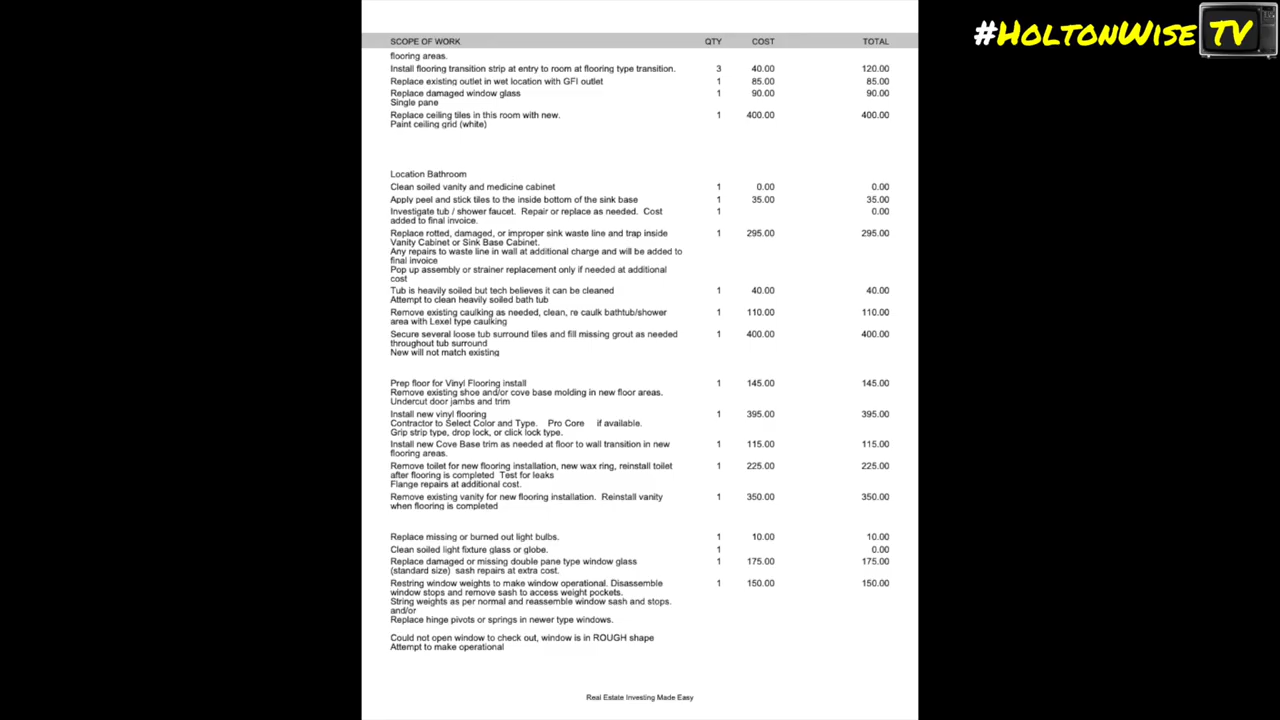 #HOLTONWISE TV
SCOPE OF WORK QTY COST TOTAL
flooring areas.
Install flooring transition strip at entry to room at flooring type transition. 3 40.00 120.00
Replace existing outlet in wet location with GFI outlet 1 85.00 85.00
Replace damaged window glass 1 90.00 90.00
Single pane
Replace ceiling tiles in this room with new. 1 400.00 400.00
Paint ceiling grid (white)
Location Bathroom
Clean soiled vanity and medicine cabinet 1 0.00 0.00
Apply peel and stick tiles to the inside bottom of the sink base 1 35.00 35.00
Investigate tub / shower faucet. Repair or replace as needed. Cost 1 0.00
added to final invoice.
Replace rotted, damaged, or improper sink waste line and trap inside 1 295.00 295.00
Vanity Cabinet or Sink Base Cabinet.
Any repairs to waste line in wall at additional charge and will be added to
final invoice
Pop up assembly or strainer replacement only if needed at additional
cost
Tub is heavily soiled but tech believes it can be cleaned 1 40.00 40.00
Attempt to clean heavily soiled bath tub
Remove existing caulking as needed, clean, re caulk bathtub/shower 1 110.00 110.00
area with Lexel type caulking
Secure several loose tub surround tiles and fill missing grout as needed 1 400.00 400.00
throughout tub surround
New will not match existing
Prep floor for Vinyl Flooring install 1 145.00 145.00
Remove existing shoe and/or cove base molding in new floor areas.
Undercut door jambs and trim
Install new vinyl flooring 1 395.00 395.00
Contractor to Select Color and Type. Pro Core if available.
Grip strip type, drop lock, or click lock type.
Install new Cove Base trim as needed at floor to wall transition in new 1 115.00 115.00
flooring areas.
Remove toilet for new flooring installation, new wax ring, reinstall toilet 1 225.00 225.00
after flooring is completed Test for leaks
Flange repairs at additional cost.
Remove existing vanity for new flooring installation. Reinstall vanity 1 350.00 350.00
when flooring is completed
Replace missing or burned out light bulbs. 1 10.00 10.00
Clean soiled light fixture glass or globe. 1 0.00
Replace damaged or missing double pane type window glass 1 175.00 175.00
(standard size) sash repairs at extra cost.
Restring window weights to make window operational. Disassemble 1 150.00 150.00
window stops and remove sash to access weight pockets.
String weights as per normal and reassemble window sash and stops.
and/or
Replace hinge pivots or springs in newer type windows.
Could not open window to check out, window is in ROUGH shape
Attempt to make operational
Real Estate Investing Made Easy